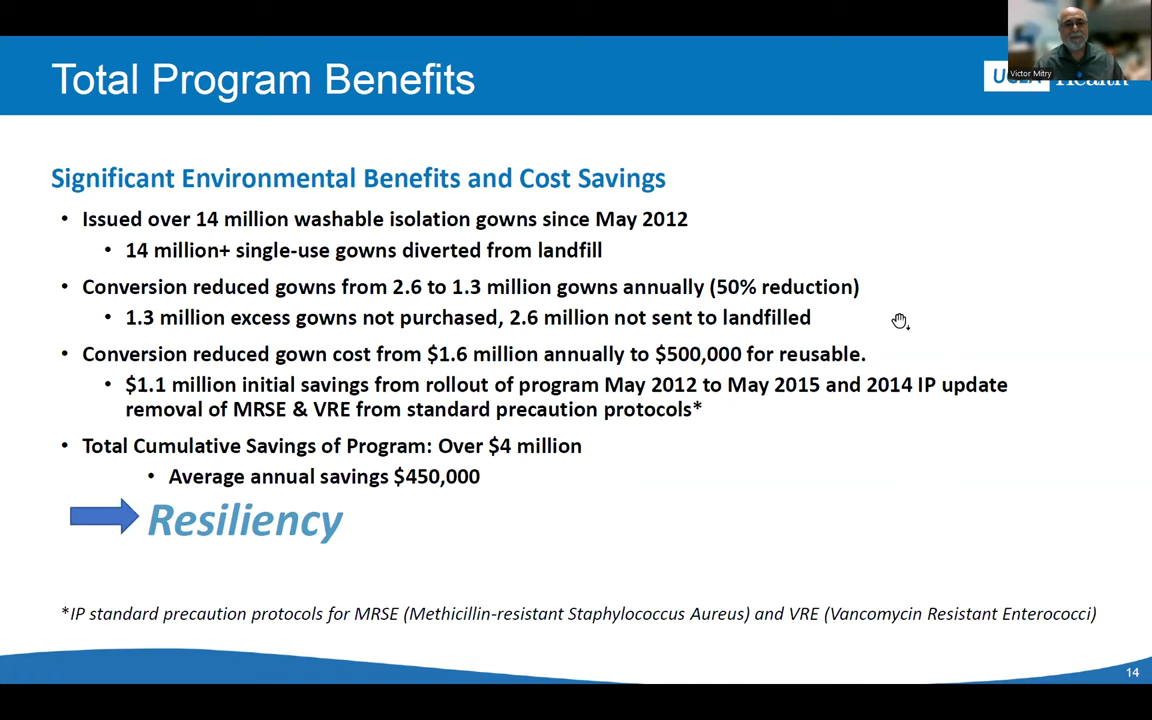 Total Program Benefits
Victor Mitry
Health
Significant Environmental Benefits and Cost Savings
• Issued over 14 million washable isolation gowns since May 2012
• 14 million+ single-use gowns diverted from landfill
• Conversion reduced gowns from 2.6 to 1.3 million gowns annually (50% reduction)
• 1.3 million excess gowns not purchased, 2.6 million not sent to landfilled
• Conversion reduced gown cost from $1.6 million annually to $500,000 for reusable.
• $1.1 million initial savings from rollout of program May 2012 to May 2015 and 2014 IP update
removal of MRSE & VRE from standard precaution protocols*
• Total Cumulative Savings of Program: Over $4 million
• Average annual savings $450,000
Resiliency
*IP standard precaution protocols for MRSE (Methicillin-resistant Staphylococcus Aureus) and VRE (Vancomycin Resistant Enterococci)
14